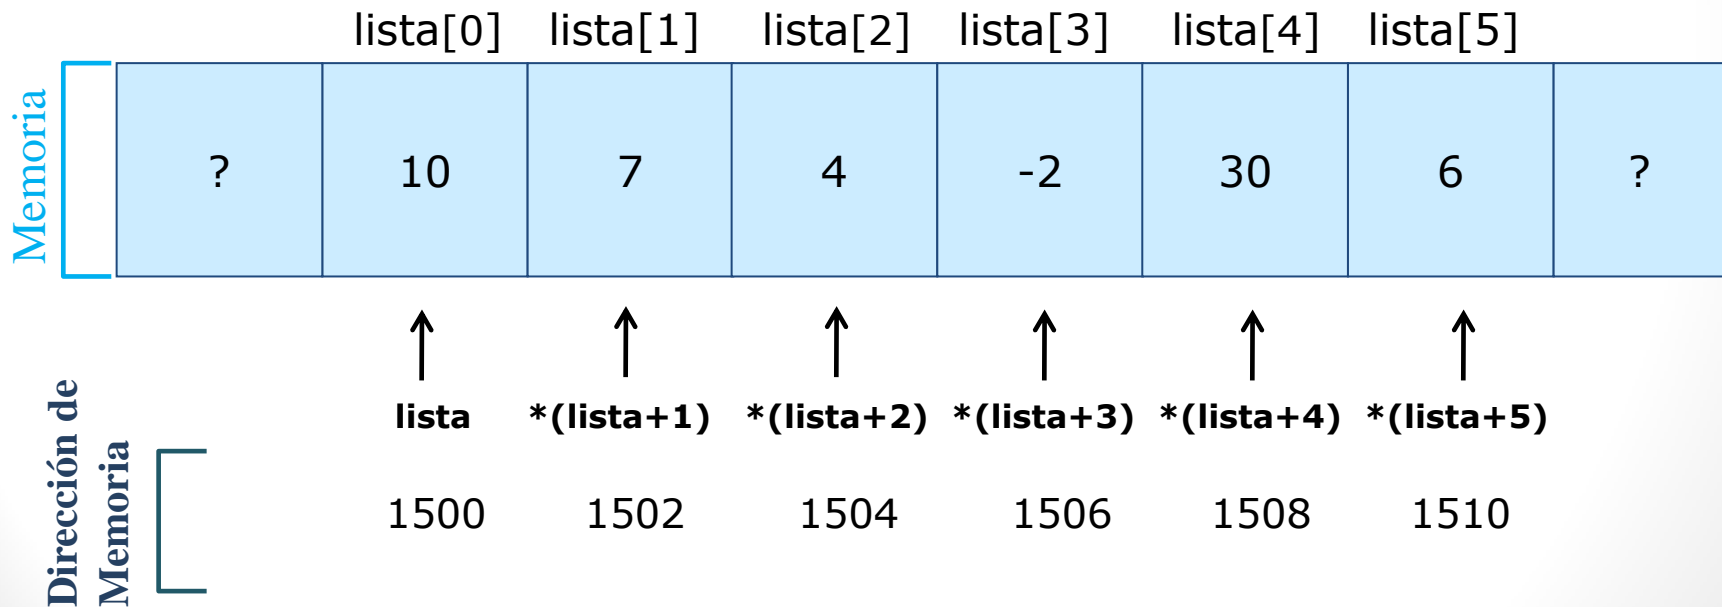 lista[0] lista[1] lista[2] lista[3] lista[4] lista[5]
Memoria
? 10 7 4 -2 30 6 ?
lista *(lista+1) *(lista+2) *(lista+3) *(lista+4) *(lista+5)
Dirección de
Memoria
1500 1502 1504 1506 1508 1510